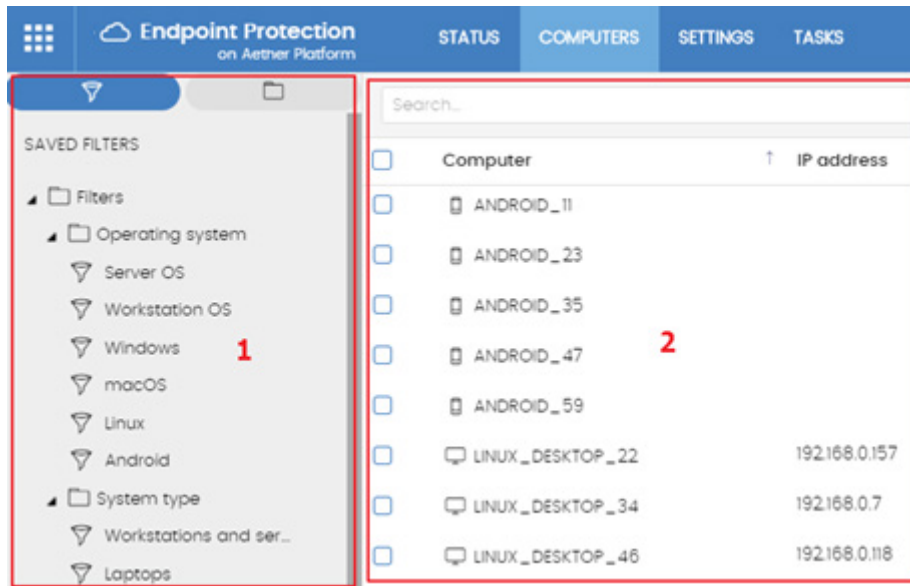 Endpoint Protection
on Aether Platform
STATUS COMPUTERS SETTINGS TASKS
SAVED FILTERS
Filters
Operating system
Server OS
Workstation OS
Windows
macOS
Linux
Android
System type
Workstations and ser...
Laptops
1
Search...
Computer ↑ IP address
ANDROID_11
ANDROID_23
ANDROID_35
ANDROID_47
ANDROID_59
LINUX_DESKTOP_22 192.168.0.157
LINUX_DESKTOP_34 192.168.0.7
LINUX_DESKTOP_46 192.168.0.118
2